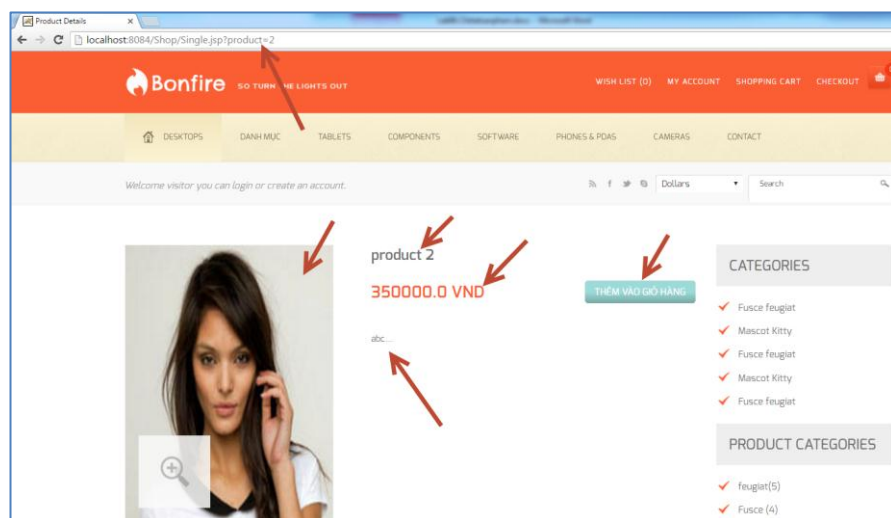 Product Details
localhost:8084/Shop/Single.jsp?product=2
Bonfire SO TURN THE LIGHTS OUT
WISH LIST (0) MY ACCOUNT SHOPPING CART CHECKOUT
DESKTOPS DANH MỤC TABLETS COMPONENTS SOFTWARE PHONES & PDAS CAMERAS CONTACT
Welcome visitor you can login or create an account.
Dollars
Search
product 2
350000.0 VND
THÊM VÀO GIỎ HÀNG
abc....
CATEGORIES
Fusce feugiat
Mascot Kitty
Fusce feugiat
Mascot Kitty
Fusce feugiat
PRODUCT CATEGORIES
feugiat(5)
Fusce (4)